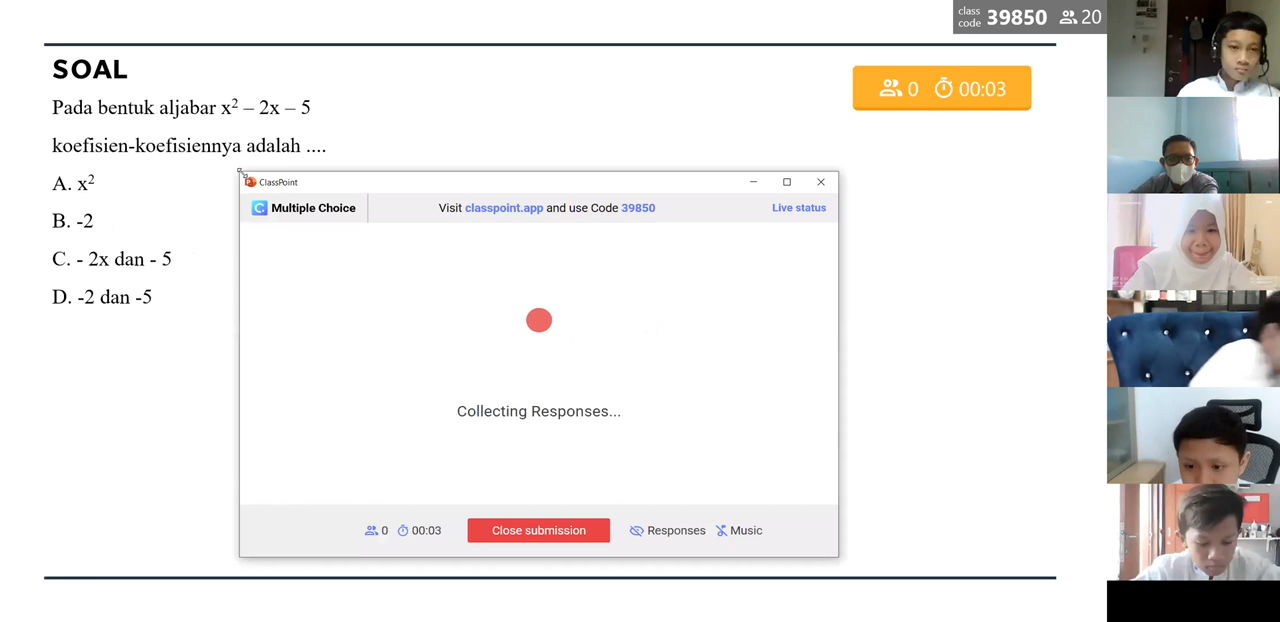 class code 39850 20
SOAL
0 00:03
Pada bentuk aljabar x² – 2x – 5
koefisien-koefisiennya adalah ....
A. x²
B. -2
C. - 2x dan - 5
D. -2 dan -5
ClassPoint
Multiple Choice
Visit classpoint.app and use Code 39850
Live status
Collecting Responses...
0 00:03
Close submission
Responses
Music